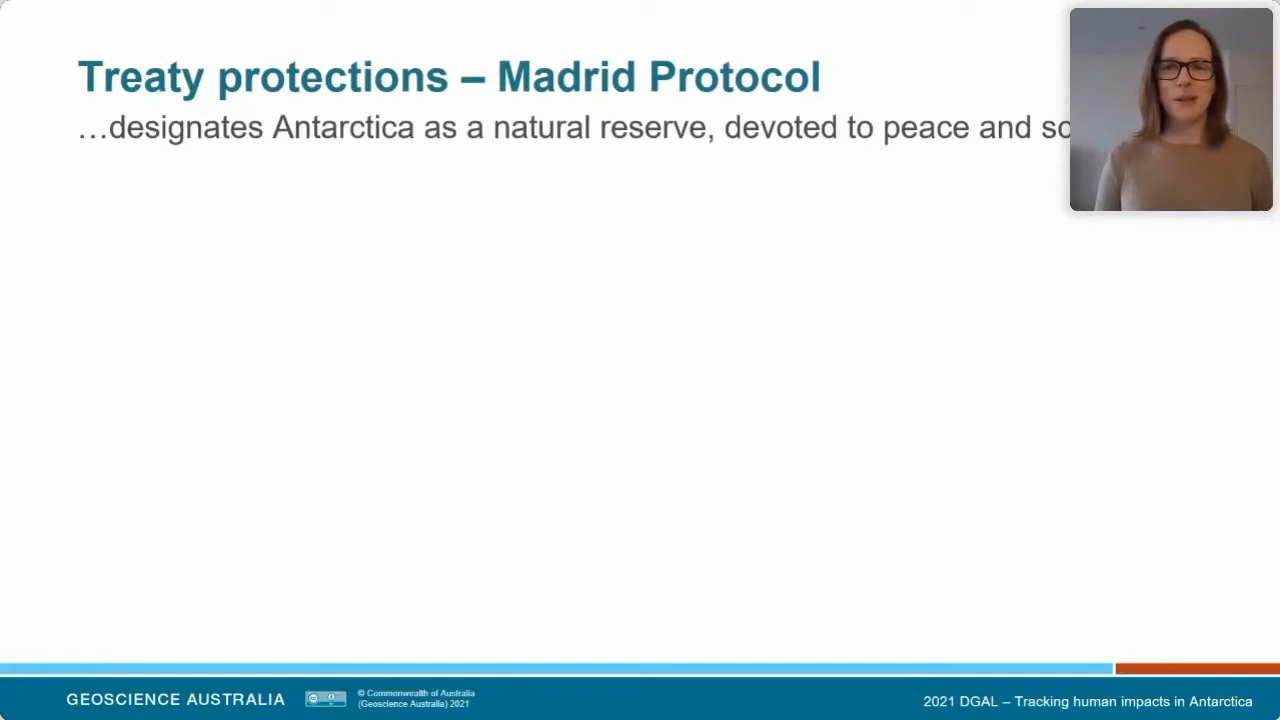 Treaty protections – Madrid Protocol
…designates Antarctica as a natural reserve, devoted to peace and
GEOSCIENCE AUSTRALIA
© Commonwealth of Australia
(Geoscience Australia) 2021
2021 DGAL – Tracking human impacts in Antarctica